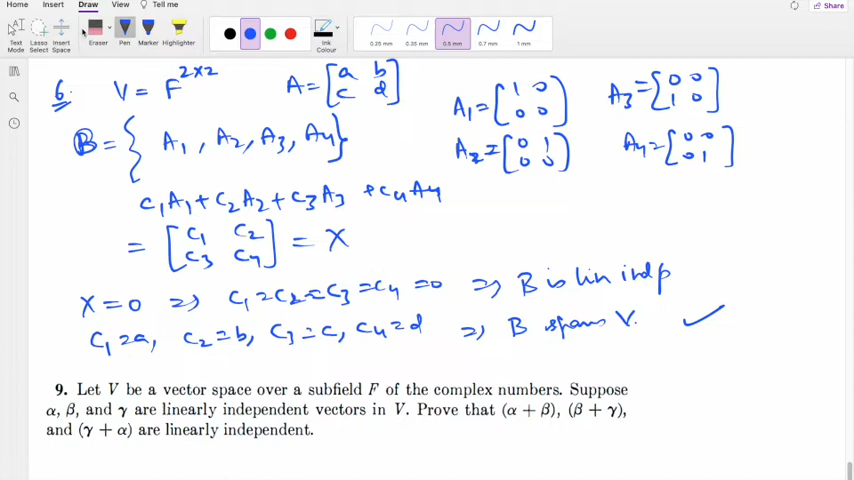 Home Insert Draw View Tell me Share
Text Mode Lasso Select Insert Space Eraser Pen Marker Highlighter Ink Colour 0.25 mm 0.35 mm 0.5 mm 0.7 mm 1 mm
6. V = F^{2×2} A = [a b; c d] A₁ = [1 0; 0 0] A₃ = [0 0; 1 0]
B = { A₁, A₂, A₃, A₄ } A₂ = [0 1; 0 0] A₄ = [0 0; 0 1]
c₁A₁ + c₂A₂ + c₃A₃ + c₄A₄
= [c₁ c₂; c₃ c₄] = X
X = 0 ⇒ c₁ = c₂ = c₃ = c₄ = 0 ⇒ B is lin indp
c₁ = a, c₂ = b, c₃ = c, c₄ = d ⇒ B spans V. ✓
9. Let V be a vector space over a subfield F of the complex numbers. Suppose
α, β, and γ are linearly independent vectors in V. Prove that (α + β), (β + γ),
and (γ + α) are linearly independent.